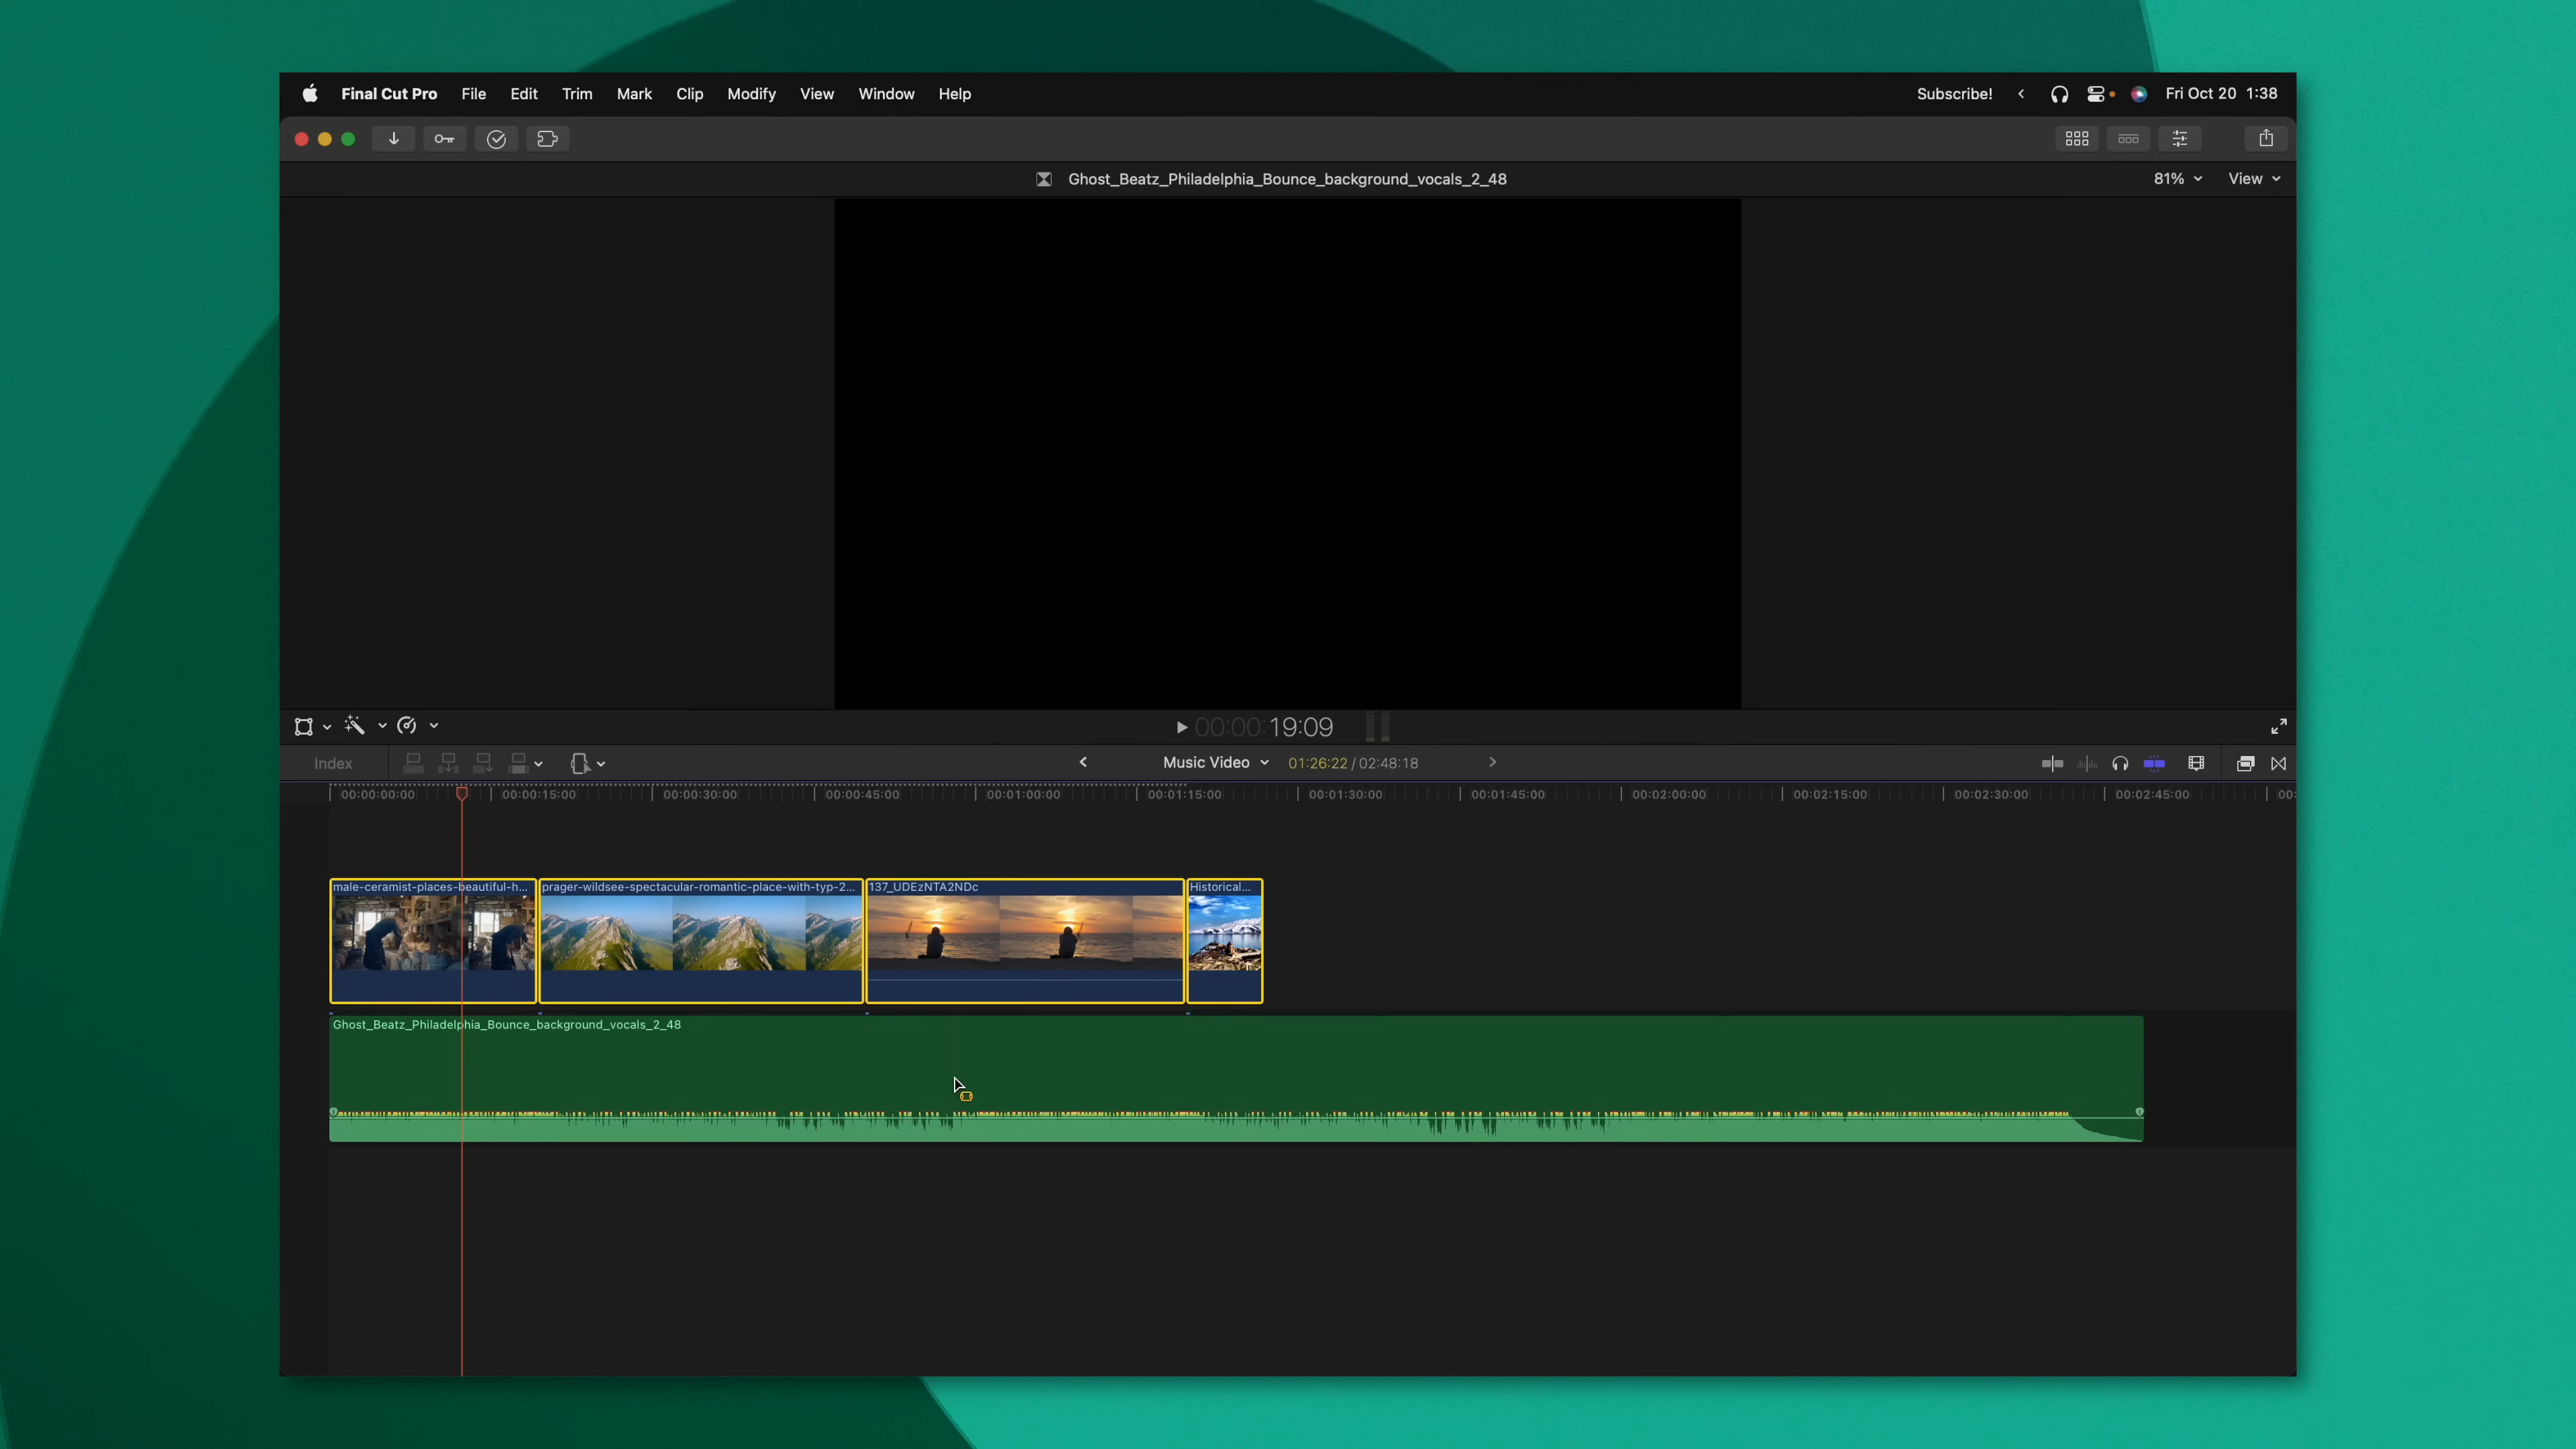 Final Cut Pro File Edit Trim Mark Clip Modify View Window Help Subscribe! Fri Oct 20 1:38
Ghost_Beatz_Philadelphia_Bounce_background_vocals_2_48 81% View
00:00:19:09
Index Music Video 01:26:22 / 02:48:18
00:00:00:00 00:00:15:00 00:00:30:00 00:00:45:00 00:01:00:00 00:01:15:00 00:01:30:00 00:01:45:00 00:02:00:00 00:02:15:00 00:02:30:00 00:02:45:00 00:
male-ceramist-places-beautiful-h... prager-wildsee-spectacular-romantic-place-with-typ-2... 137_UDEzNTA2NDc Historical...
Ghost_Beatz_Philadelphia_Bounce_background_vocals_2_48